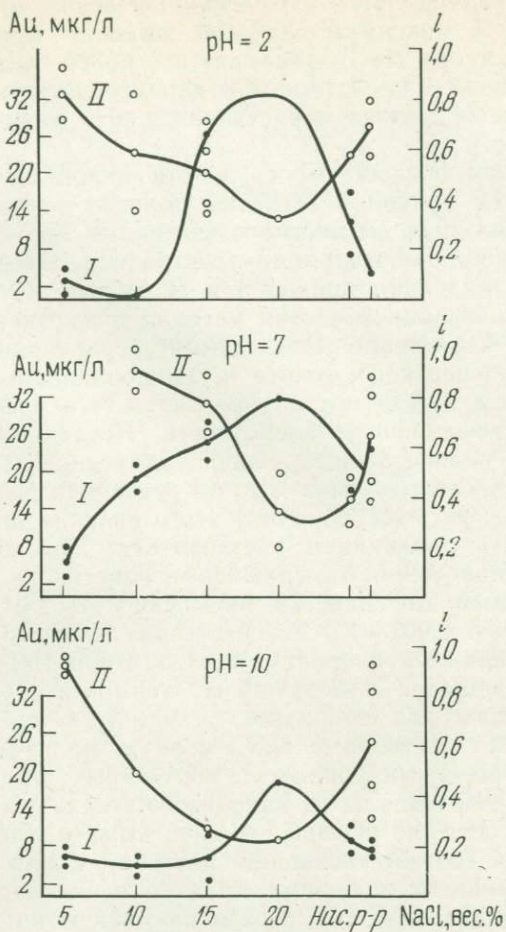 Au, мкг/л pH = 2 l
1,0
32 II 0,8
26 0,6
20
14 0,4
8 I 0,2
2
Au, мкг/л pH = 7 l
II 1,0
32 0,8
26 0,6
20 I
14 0,4
8 0,2
2
Au, мкг/л pH = 10 l
II 1,0
32 0,8
26 0,6
20
14 0,4
8 I 0,2
2
5 10 15 20 Нас. р-р NaCl, вес. %